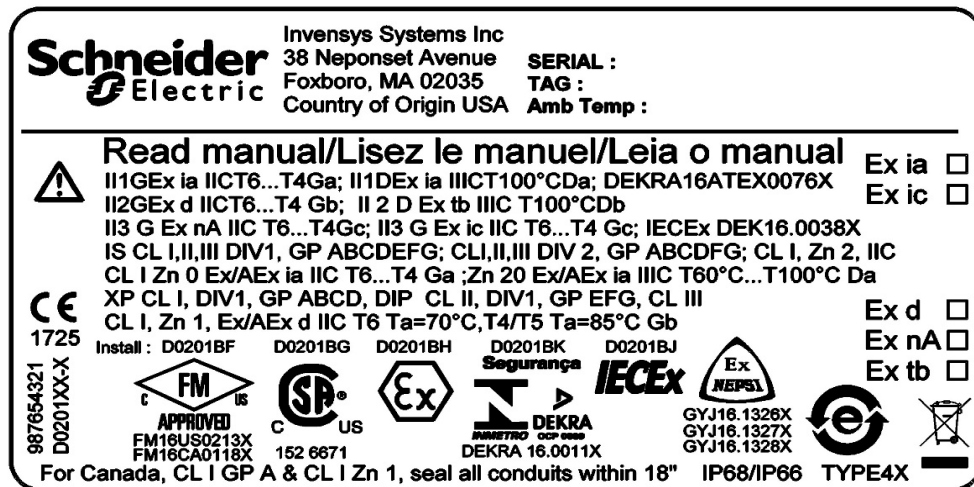 Schneider Electric
Invensys Systems Inc
38 Neponset Avenue
Foxboro, MA 02035
Country of Origin USA
SERIAL :
TAG :
Amb Temp :
Read manual/Lisez le manuel/Leia o manual
II1GEx ia IICT6...T4Ga; II1DEx ia IIICT100°CDa; DEKRA16ATEX0076X
II2GEx d IICT6...T4 Gb; II 2 D Ex tb IIIC T100°CDb
II3 G Ex nA IIC T6...T4Gc; II3 G Ex ic IIC T6...T4 Gc; IECEx DEK16.0038X
IS CL I,II,III DIV1, GP ABCDEFG; CLI,II,III DIV 2, GP ABCDFG; CL I, Zn 2, IIC
CL I Zn 0 Ex/AEx ia IIC T6...T4 Ga ;Zn 20 Ex/AEx ia IIIC T60°C...T100°C Da
XP CL I, DIV1, GP ABCD, DIP CL II, DIV1, GP EFG, CL III
CL I, Zn 1, Ex/AEx d IIC T6 Ta=70°C,T4/T5 Ta=85°C Gb
Ex ia
Ex ic
Ex d
Ex nA
Ex tb
CE
1725
987654321
D0201XX-X
Install : D0201BF D0201BG D0201BH D0201BK D0201BJ
C FM US
APPROVED
FM16US0213X
FM16CA0118X
CSA ®
C US
152 6671
Ex
Segurança
INMETRO
DEKRA
DEKRA 16.0011X
IECEx
Ex
NEPSI
GYJ16.1326X
GYJ16.1327X
GYJ16.1328X
e
For Canada, CL I GP A & CL I Zn 1, seal all conduits within 18" IP68/IP66 TYPE4X